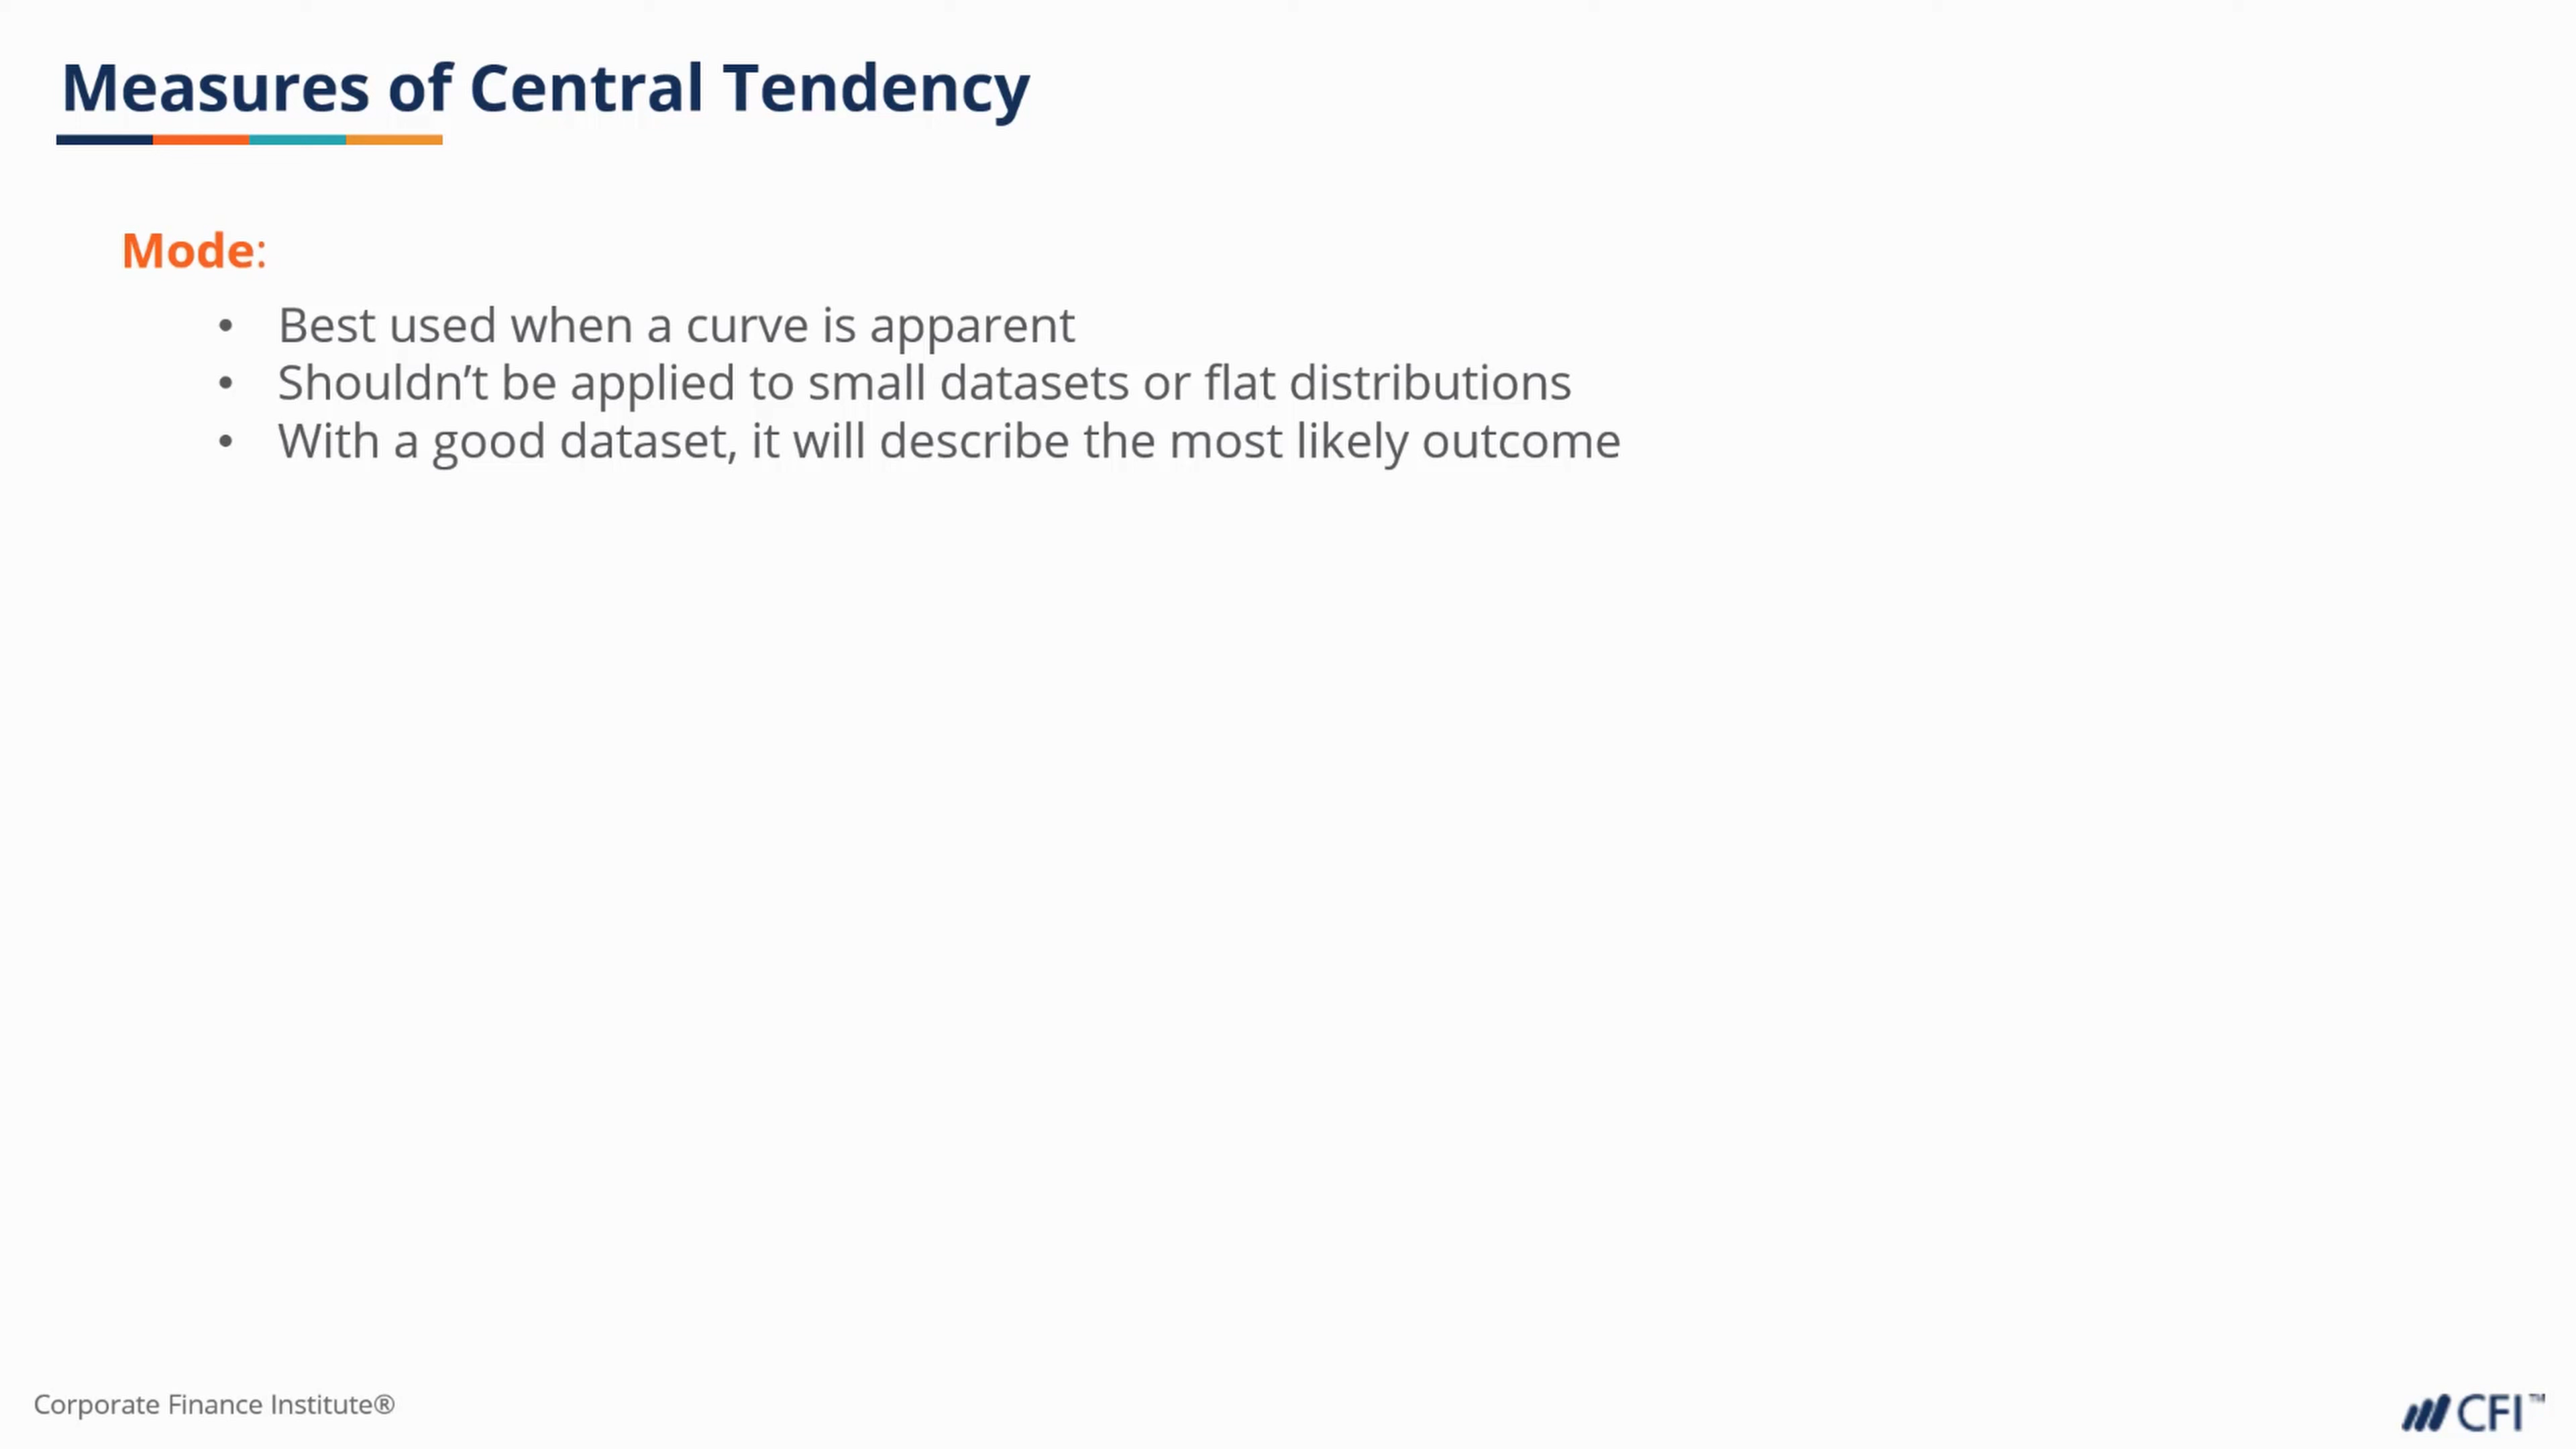 Measures of Central Tendency
Mode:
• Best used when a curve is apparent
• Shouldn’t be applied to small datasets or flat distributions
• With a good dataset, it will describe the most likely outcome
Corporate Finance Institute®
CFI™